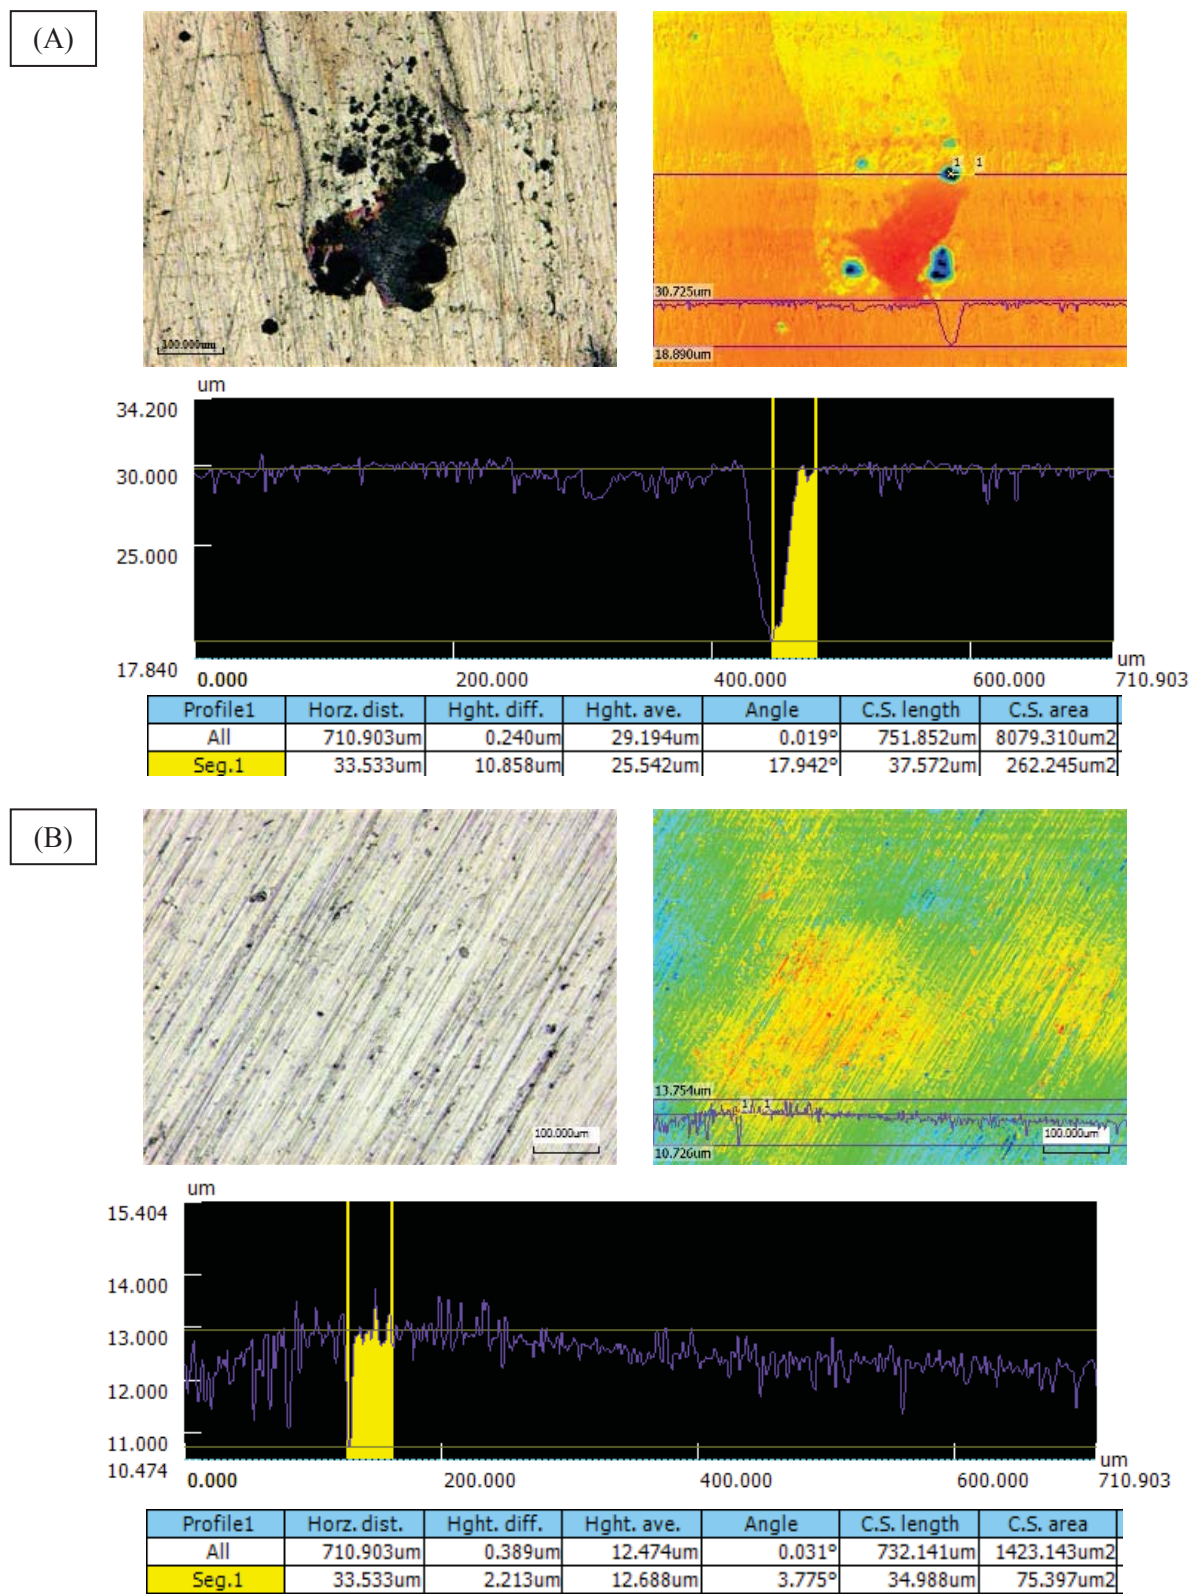 (A)
100.000um
1 1
30.725um
18.890um
um
34.200
30.000
25.000
17.840
um
0.000 200.000 400.000 600.000 710.903
Profile1 Horz. dist. Hght. diff. Hght. ave. Angle C.S. length C.S. area
All 710.903um 0.240um 29.194um 0.019° 751.852um 8079.310um2
Seg.1 33.533um 10.858um 25.542um 17.942° 37.572um 262.245um2
(B)
100.000um
13.754um
1 1
10.726um
100.000um
um
15.404
14.000
13.000
12.000
11.000
10.474
um
0.000 200.000 400.000 600.000 710.903
Profile1 Horz. dist. Hght. diff. Hght. ave. Angle C.S. length C.S. area
All 710.903um 0.389um 12.474um 0.031° 732.141um 1423.143um2
Seg.1 33.533um 2.213um 12.688um 3.775° 34.988um 75.397um2